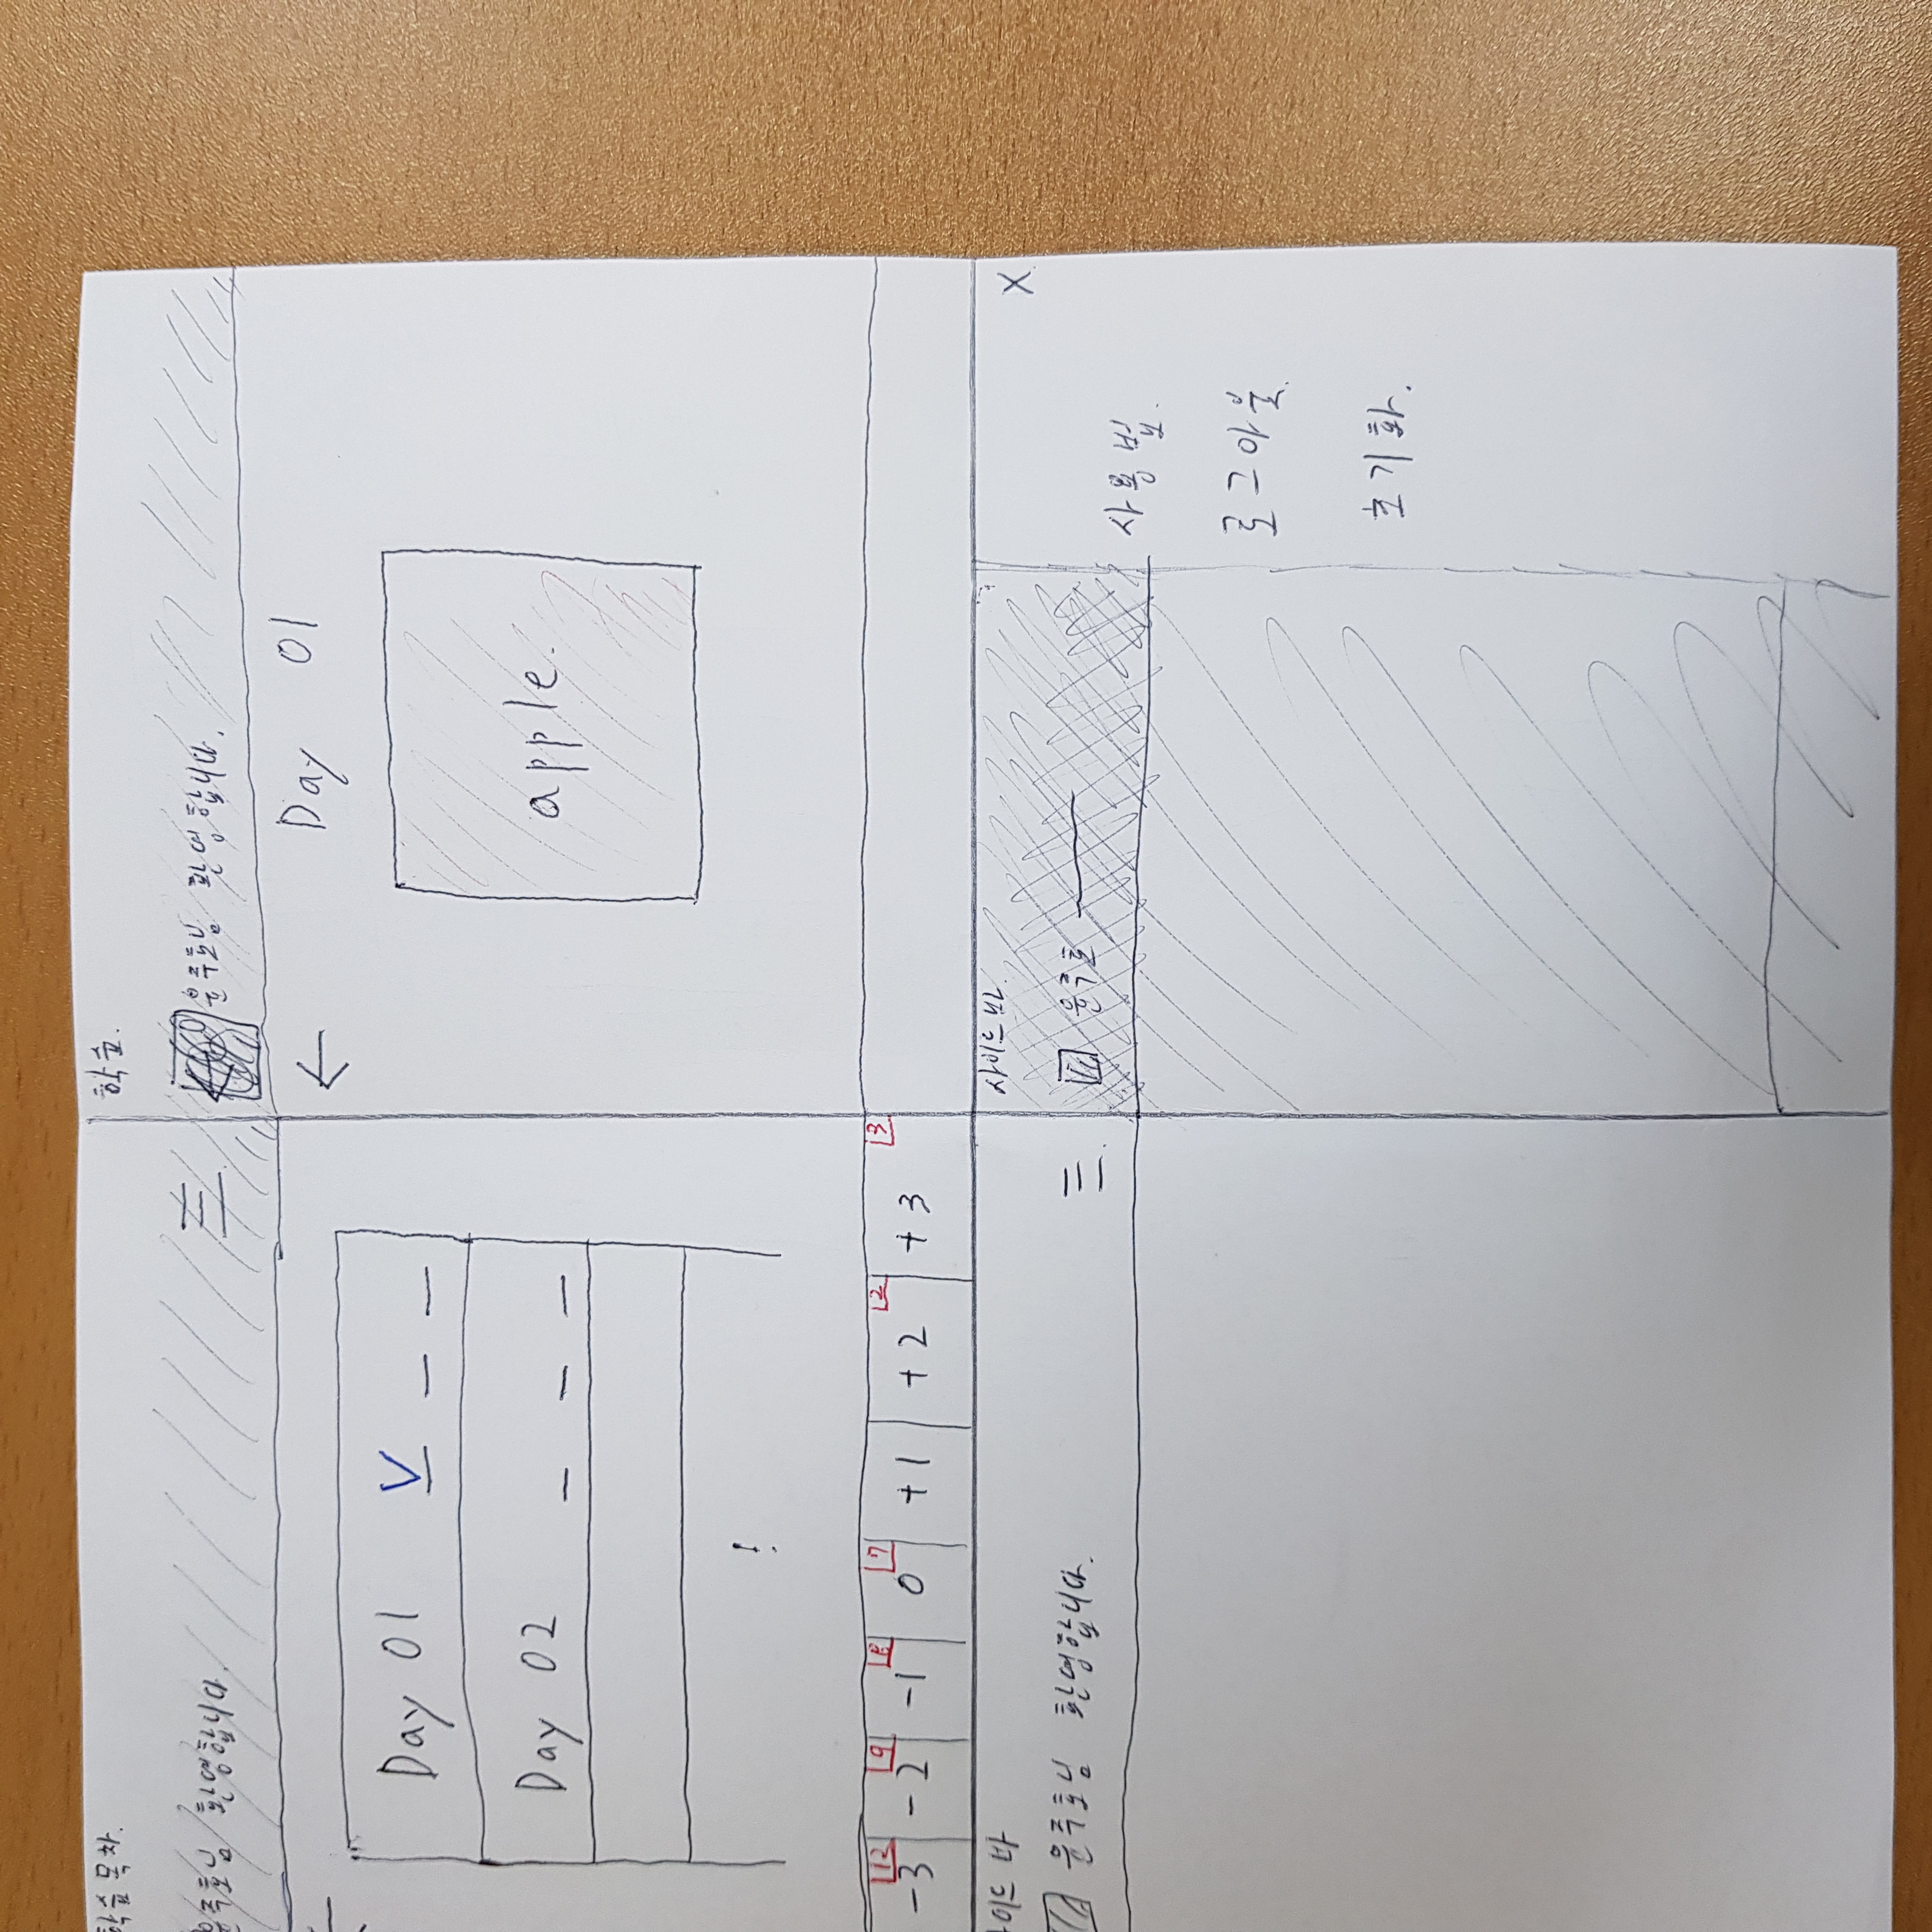 학습목차.
윤주호님 환영합니다.
Day 01 V _ _
Day 02 _ _ _
-3 -2 -1 0 +1 +2 +3
12 9 8 7 2 3
학습.
윤주호님 환영합니다.
Day 01
apple.
사이드 바
윤주호님 환영합니다.
사이드 바.
윤주호
X
사용법.
로그아웃.
초기화.